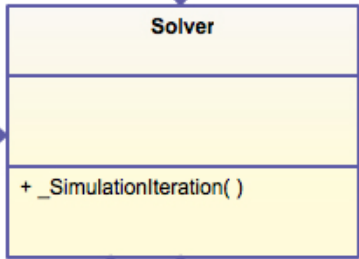 Solver
+ _SimulationIteration( )